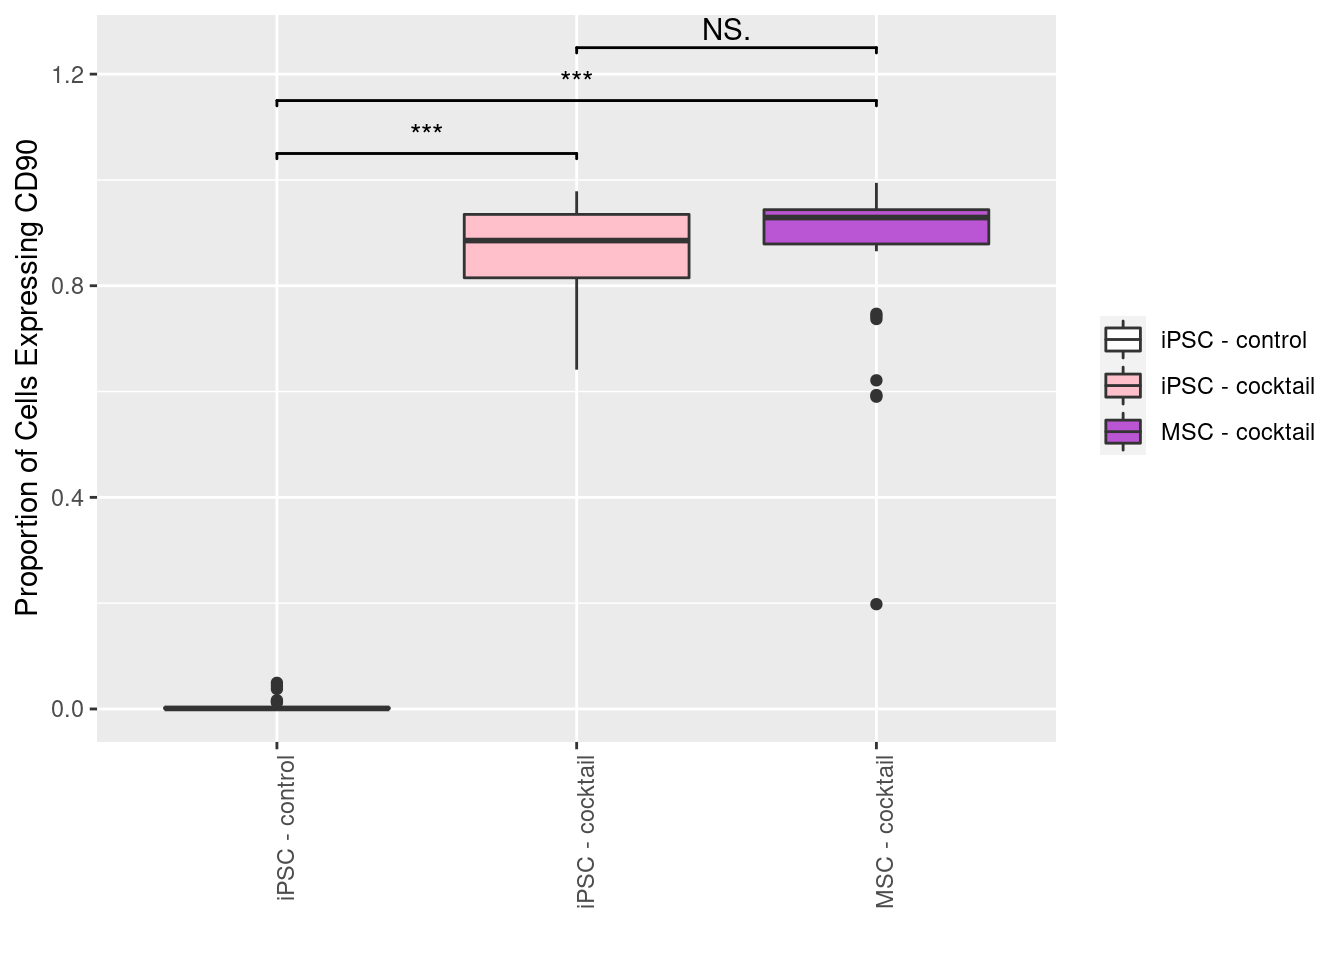 NS.
***
***
Proportion of Cells Expressing CD90
1.2
0.8
0.4
0.0
iPSC - control
iPSC - cocktail
MSC - cocktail
iPSC - control
iPSC - cocktail
MSC - cocktail